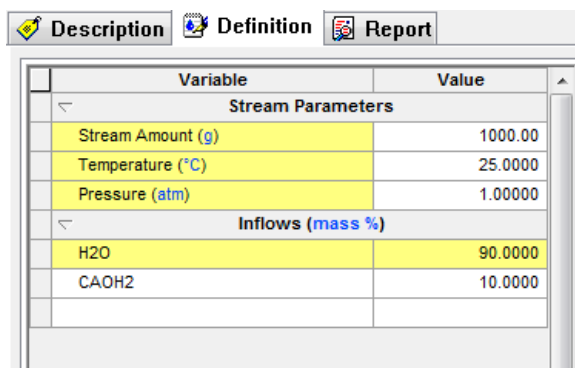 Description Definition Report
Variable Value
Stream Parameters
Stream Amount (g) 1000.00
Temperature (°C) 25.0000
Pressure (atm) 1.00000
Inflows (mass %)
H2O 90.0000
CAOH2 10.0000